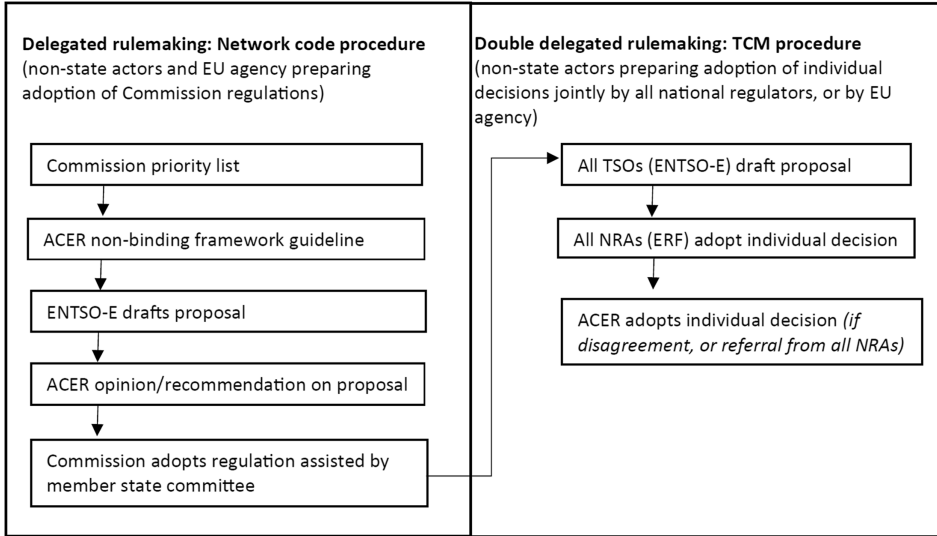 Delegated rulemaking: Network code procedure
(non-state actors and EU agency preparing
adoption of Commission regulations)
Commission priority list
ACER non-binding framework guideline
ENTSO-E drafts proposal
ACER opinion/recommendation on proposal
Commission adopts regulation assisted by
member state committee
Double delegated rulemaking: TCM procedure
(non-state actors preparing adoption of individual
decisions jointly by all national regulators, or by EU
agency)
All TSOs (ENTSO-E) draft proposal
All NRAs (ERF) adopt individual decision
ACER adopts individual decision (if
disagreement, or referral from all NRAs)